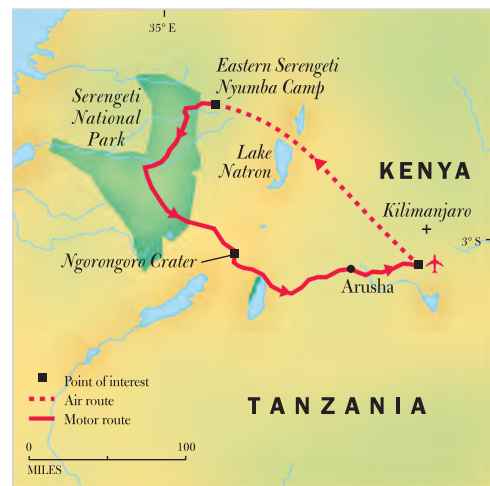 35° E
Eastern Serengeti
Nyumba Camp
Serengeti
National
Park
Lake
Natron
KENYA
Kilimanjaro
3° S
Ngorongoro Crater
Arusha
Point of interest
Air route
Motor route
TANZANIA
0 100
MILES